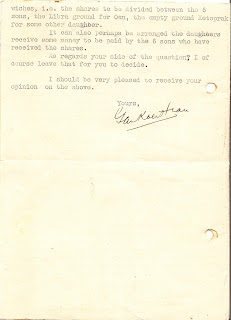 wishes, i.e. the shares to be divided between the 6
sons, the Libra ground for Oen, the empty ground Ketoprak
for some other daughter.
It can also perhaps be arranged the daughters
receive some money to be paid by the 6 sons who have
received the shares.
As regards your side of the question, I of
course leave that for you to decide.
I should be very pleased to receive your
opinion on the above.
Yours,